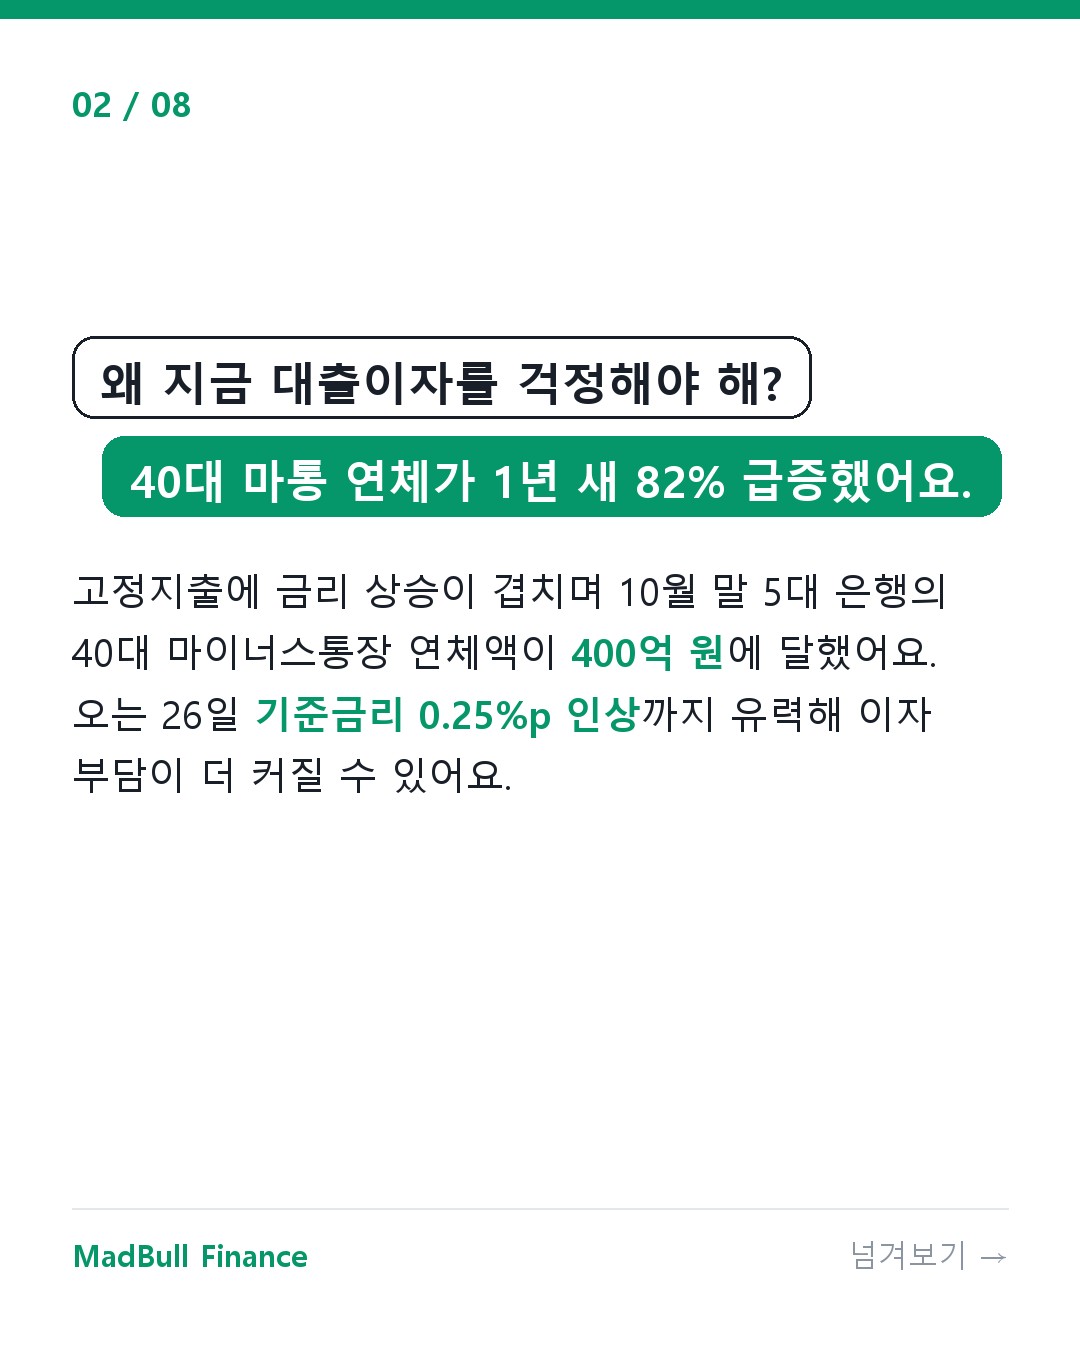 02 / 08
왜 지금 대출이자를 걱정해야 해?
40대 마통 연체가 1년 새 82% 급증했어요.
고정지출에 금리 상승이 겹치며 10월 말 5대 은행의
40대 마이너스통장 연체액이 400억 원에 달했어요.
오는 26일 기준금리 0.25%p 인상까지 유력해 이자
부담이 더 커질 수 있어요.
MadBull Finance
넘겨보기 →